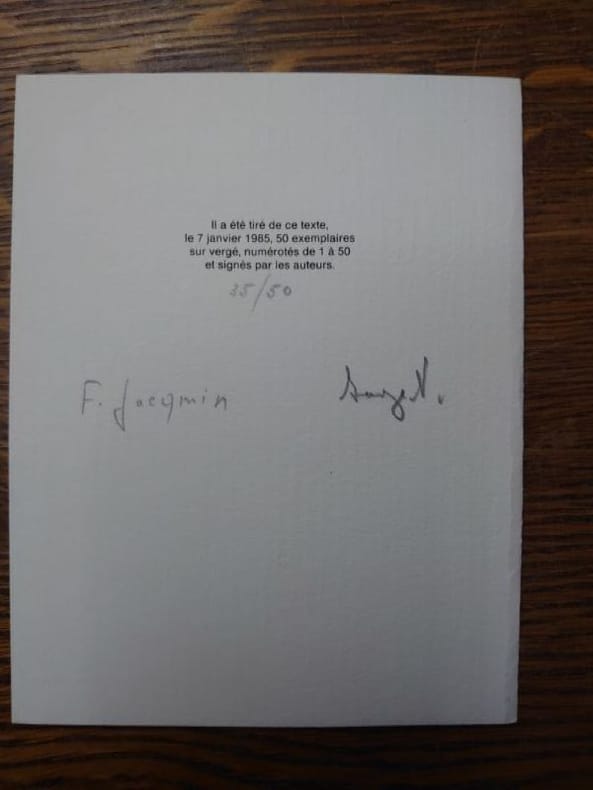 Il a été tiré de ce texte,
le 7 janvier 1985, 50 exemplaires
sur vergé, numérotés de 1 à 50
et signés par les auteurs.
35/50
F. Jacqmin